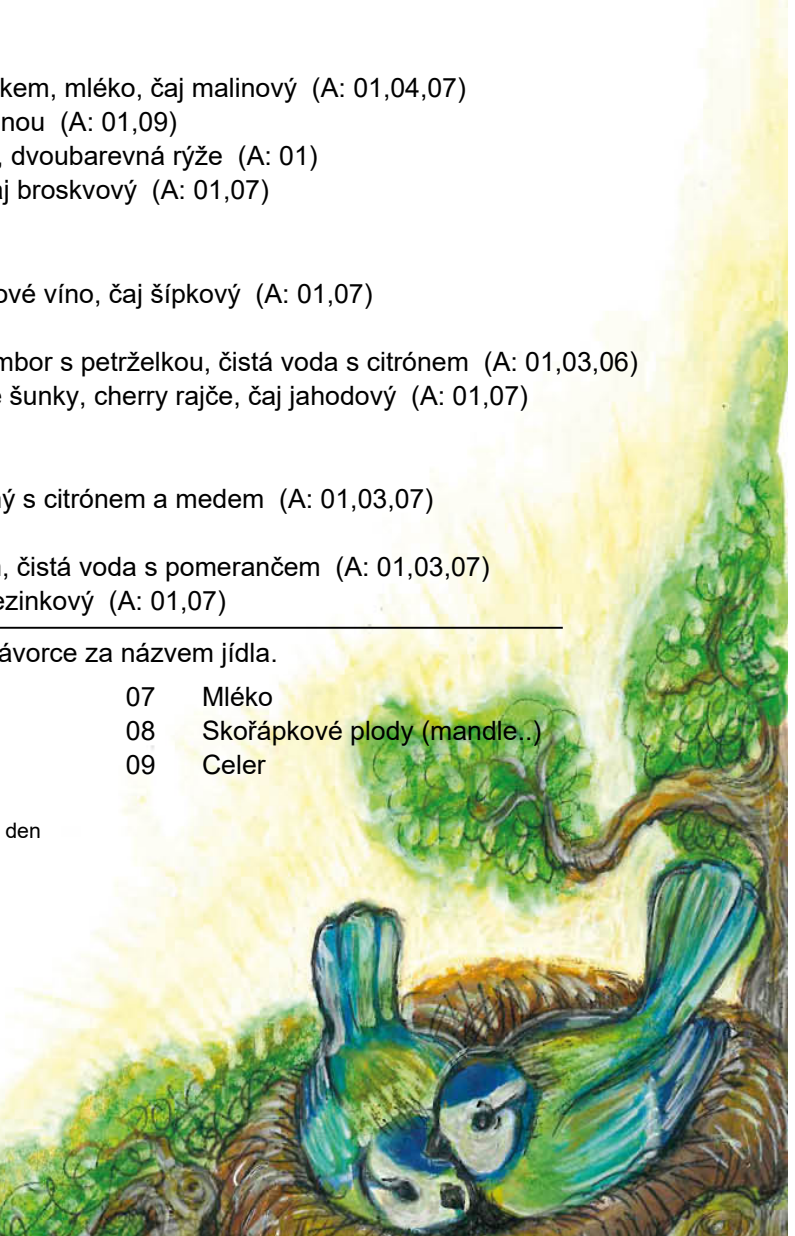 kem, mléko, čaj malinový (A: 01,04,07)
nou (A: 01,09)
, dvoubarevná rýže (A: 01)
aj broskvový (A: 01,07)
ové víno, čaj šípkový (A: 01,07)
mbor s petrželkou, čistá voda s citrónem (A: 01,03,06)
e šunky, cherry rajče, čaj jahodový (A: 01,07)
ný s citrónem a medem (A: 01,03,07)
, čistá voda s pomerančem (A: 01,03,07)
ezinkový (A: 01,07)
závorce za názvem jídla.
07 Mléko
08 Skořápkové plody (mandle..)
09 Celer
den